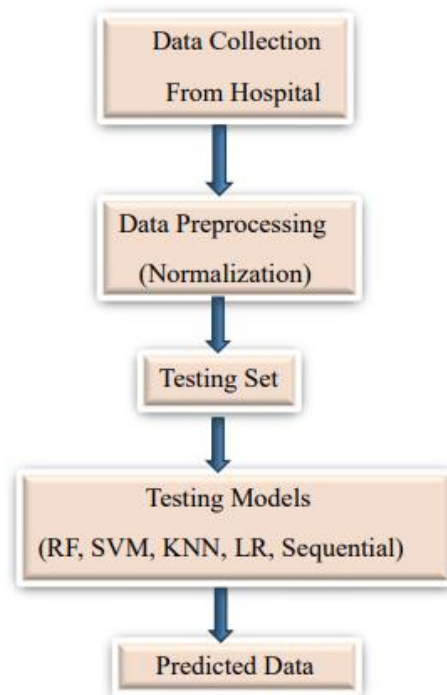 Data Collection
From Hospital
Data Preprocessing
(Normalization)
Testing Set
Testing Models
(RF, SVM, KNN, LR, Sequential)
Predicted Data